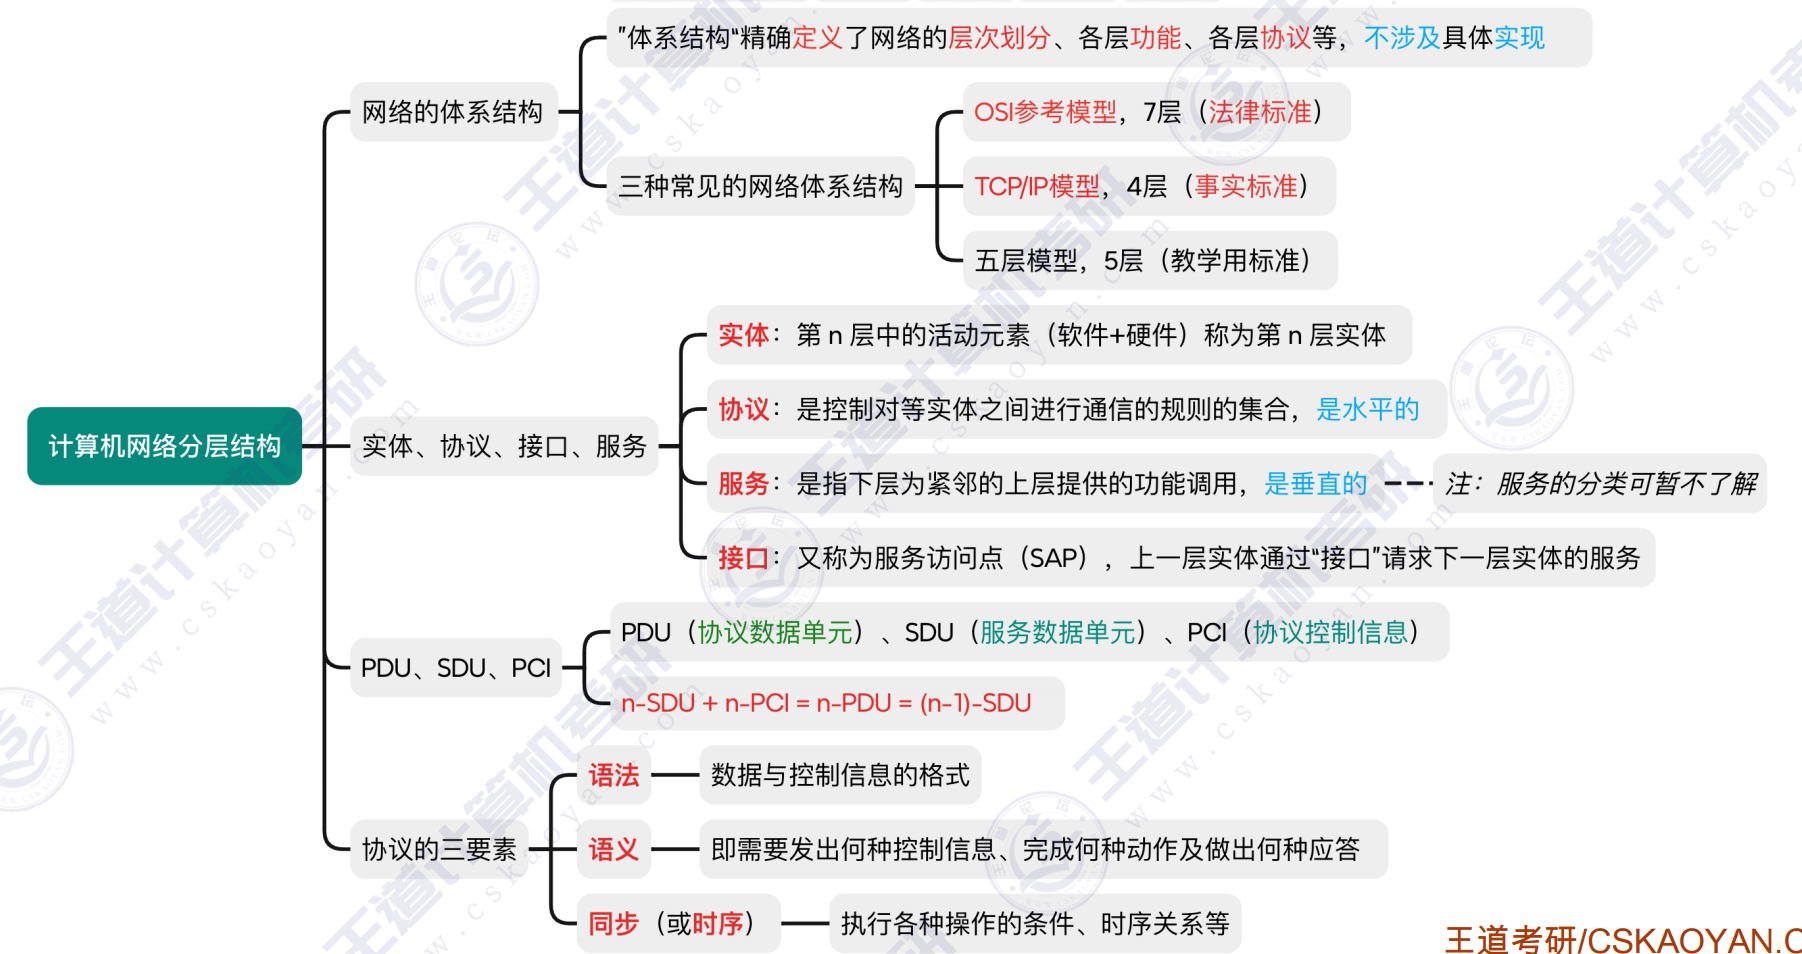 "体系结构“精确定义了网络的层次划分、各层功能、各层协议等，不涉及具体实现
网络的体系结构
OSI参考模型，7层（法律标准）
三种常见的网络体系结构
TCP/IP模型，4层（事实标准）
五层模型，5层（教学用标准）
实体：第 n 层中的活动元素（软件+硬件）称为第 n 层实体
协议：是控制对等实体之间进行通信的规则的集合，是水平的
计算机网络分层结构
实体、协议、接口、服务
服务：是指下层为紧邻的上层提供的功能调用，是垂直的
注：服务的分类可暂不了解
接口：又称为服务访问点（SAP），上一层实体通过“接口”请求下一层实体的服务
PDU（协议数据单元）、SDU（服务数据单元）、PCI（协议控制信息）
PDU、SDU、PCI
n-SDU + n-PCI = n-PDU = (n-1)-SDU
语法
数据与控制信息的格式
协议的三要素
语义
即需要发出何种控制信息、完成何种动作及做出何种应答
同步（或时序）
执行各种操作的条件、时序关系等
王道考研/CSKAOYAN.C
王道计算机考研
www.cskaoyan.com